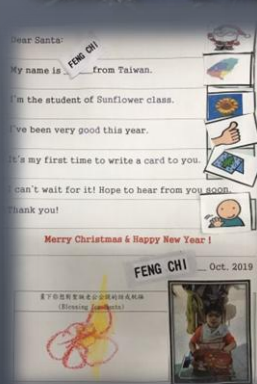 Dear Santa:
My name is FENG CHI from Taiwan.
I'm the student of Sunflower class.
I've been very good this year.
It's my first time to write a card to you.
I can't wait for it! Hope to hear from you soon.
Thank you!
Merry Christmas & Happy New Year !
FENG CHI __ Oct. 2019